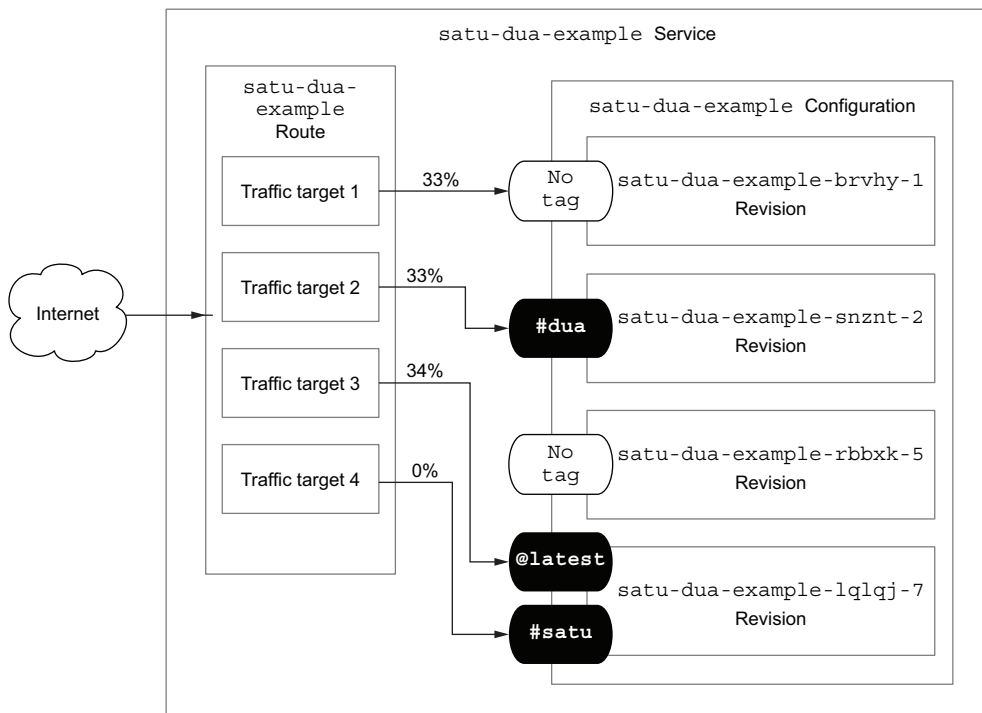 satu-dua-example Service
satu-dua-
example
Route
satu-dua-example Configuration
Traffic target 1
33%
No
tag
satu-dua-example-brvhy-1
Revision
Internet
Traffic target 2
33%
#dua
satu-dua-example-snznt-2
Revision
Traffic target 3
34%
Traffic target 4
0%
No
tag
satu-dua-example-rbbxk-5
Revision
@latest
#satu
satu-dua-example-lqlqj-7
Revision